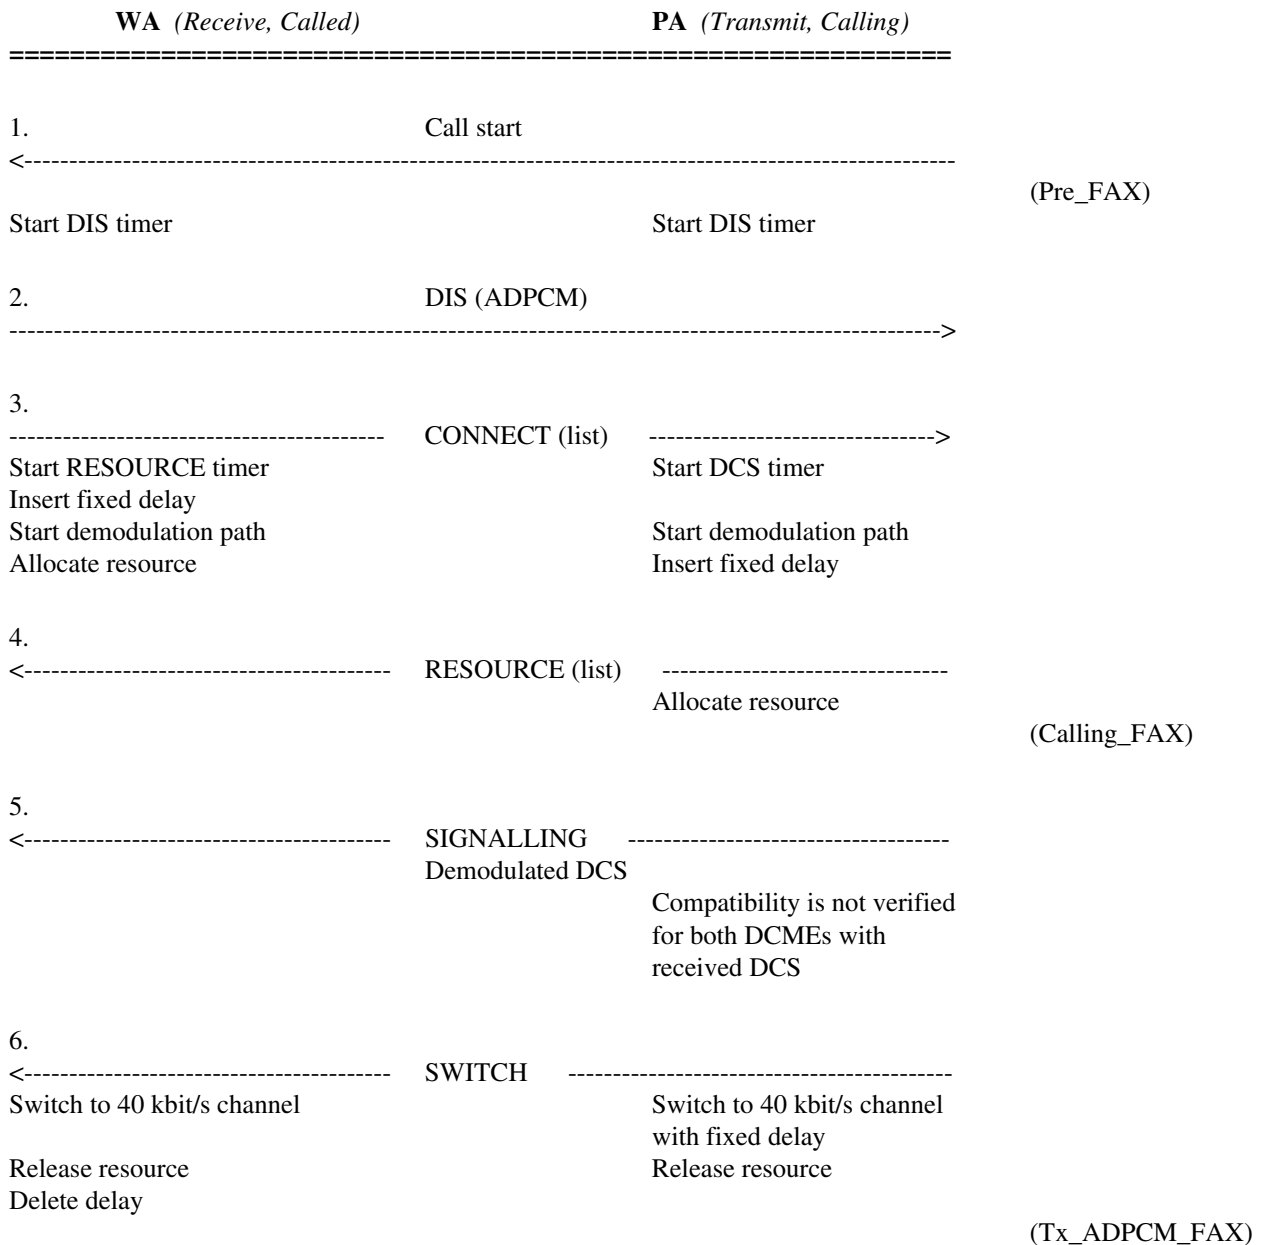 WA (Receive, Called) PA (Transmit, Calling)
==============================================================
1. Call start
<-------------------------------------------------------------------------------------------------------
(Pre_FAX)
Start DIS timer Start DIS timer
2. DIS (ADPCM)
------------------------------------------------------------------------------------------------------->
3.
------------------------------------------ CONNECT (list) -------------------------------->
Start RESOURCE timer Start DCS timer
Insert fixed delay
Start demodulation path Start demodulation path
Allocate resource Insert fixed delay
4.
<----------------------------------------- RESOURCE (list) --------------------------------
Allocate resource
(Calling_FAX)
5.
<----------------------------------------- SIGNALLING ------------------------------------
Demodulated DCS
Compatibility is not verified
for both DCMEs with
received DCS
6.
<----------------------------------------- SWITCH -------------------------------------------
Switch to 40 kbit/s channel Switch to 40 kbit/s channel
with fixed delay
Release resource Release resource
Delete delay
(Tx_ADPCM_FAX)